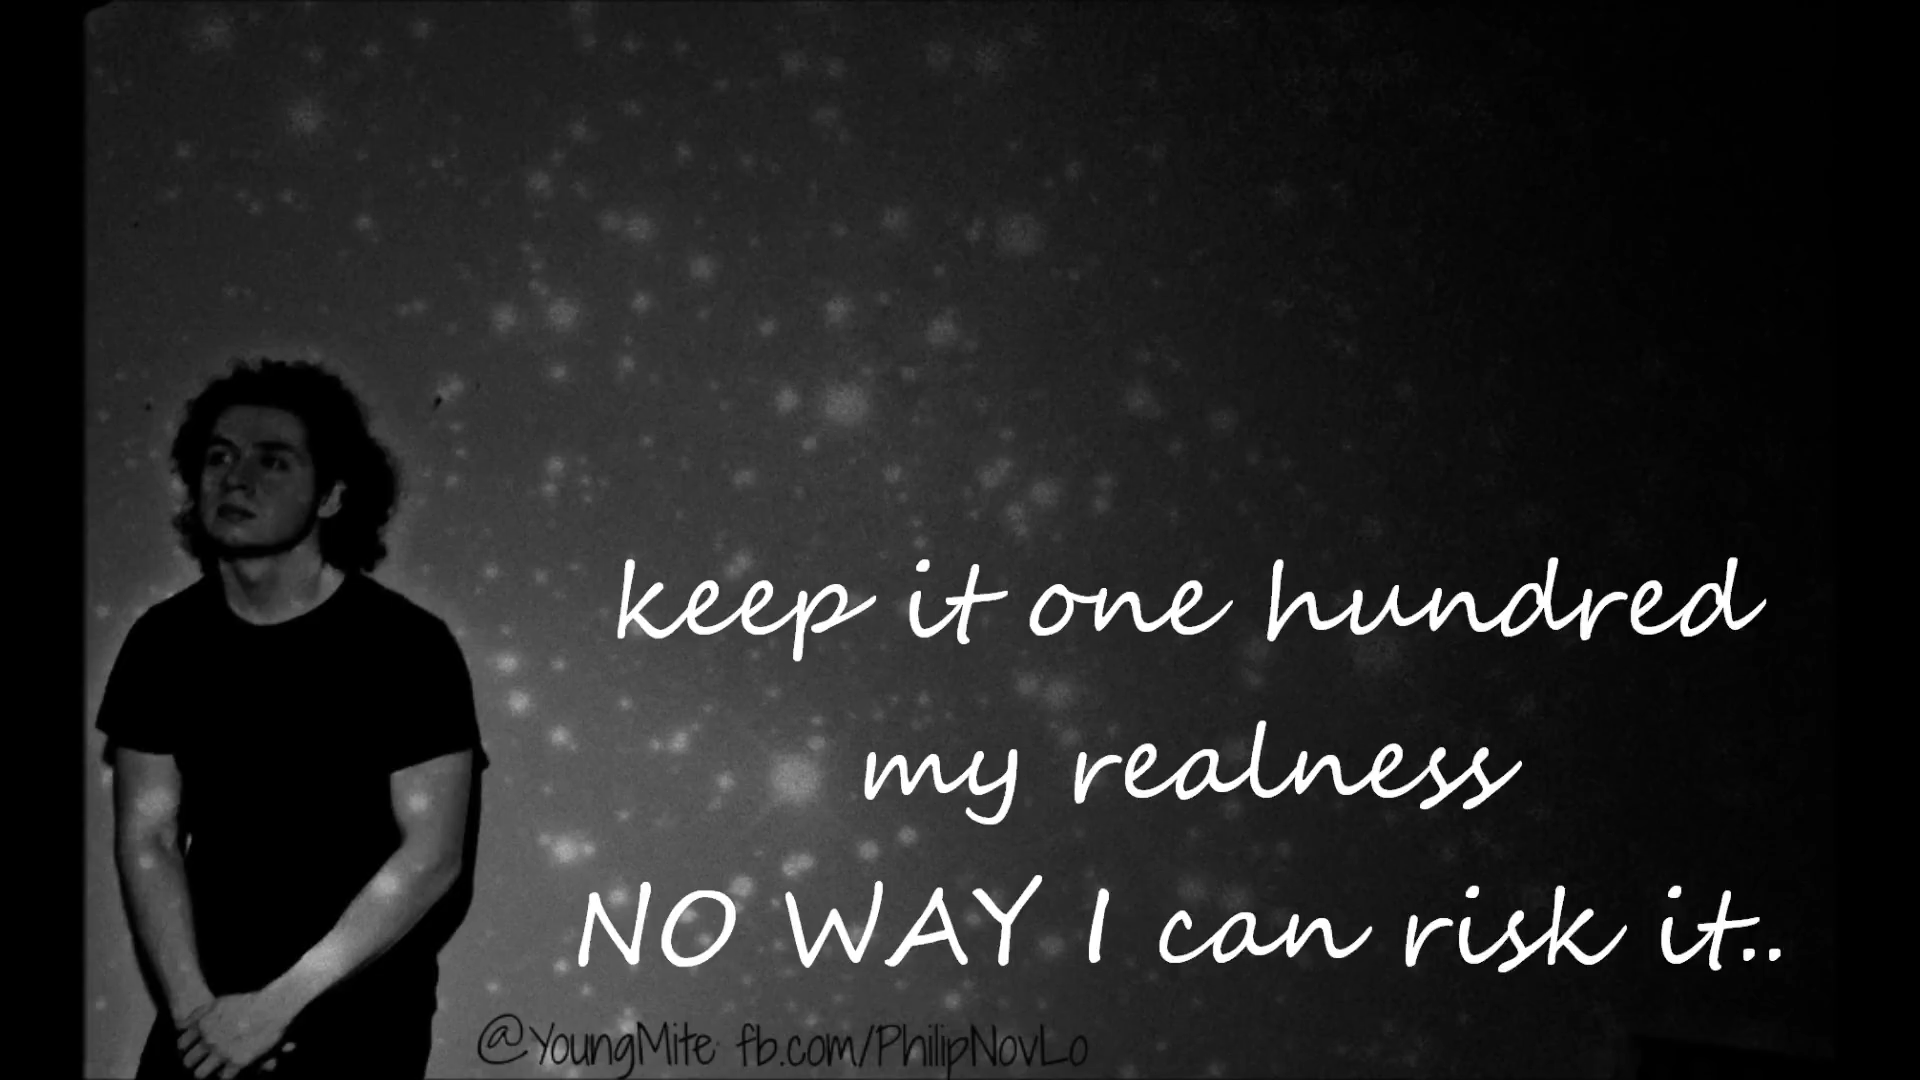 keep it one hundred
my realness
NO WAY I can risk it..
@YoungMite fb.com/PhilipNovLo